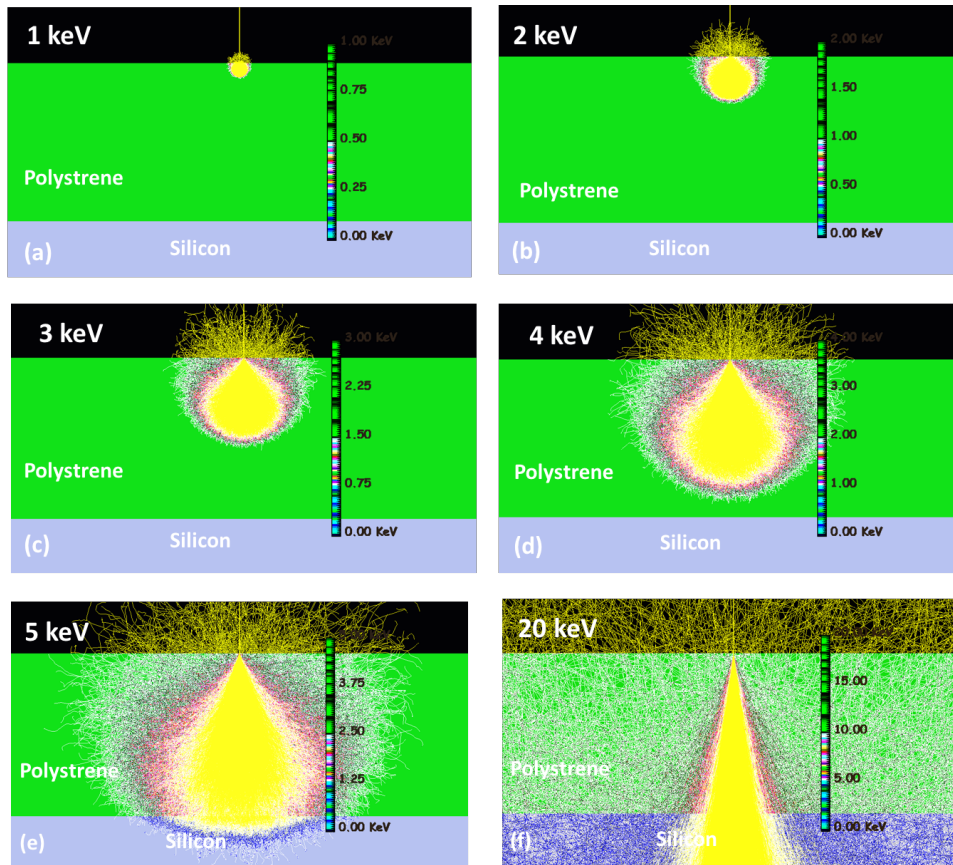 1 keV
1.00 KeV
0.75
0.50
0.25
0.00 KeV
Polystrene
Silicon
(a)
2 keV
2.00 KeV
1.50
1.00
0.50
0.00 KeV
Polystrene
Silicon
(b)
3 keV
3.00 KeV
2.25
1.50
0.75
0.00 KeV
Polystrene
Silicon
(c)
4 keV
3.00
2.00
1.00
0.00 KeV
Polystrene
Silicon
(d)
5 keV
3.75
2.50
1.25
0.00 KeV
Polystrene
Silicon
(e)
20 keV
15.00
10.00
5.00
0.00 KeV
Polystrene
Silicon
(f)